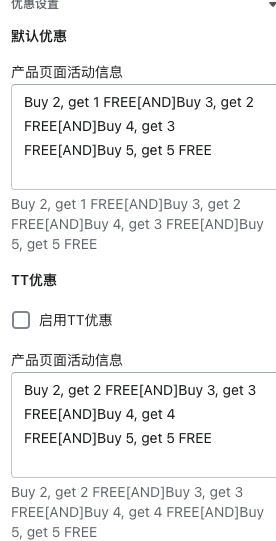 优惠设置
默认优惠
产品页面活动信息
Buy 2, get 1 FREE[AND]Buy 3, get 2
FREE[AND]Buy 4, get 3
FREE[AND]Buy 5, get 5 FREE
Buy 2, get 1 FREE[AND]Buy 3, get 2
FREE[AND]Buy 4, get 3 FREE[AND]Buy
5, get 5 FREE
TT优惠
启用TT优惠
产品页面活动信息
Buy 2, get 2 FREE[AND]Buy 3, get 3
FREE[AND]Buy 4, get 4
FREE[AND]Buy 5, get 5 FREE
Buy 2, get 2 FREE[AND]Buy 3, get 3
FREE[AND]Buy 4, get 4 FREE[AND]Buy
5, get 5 FREE